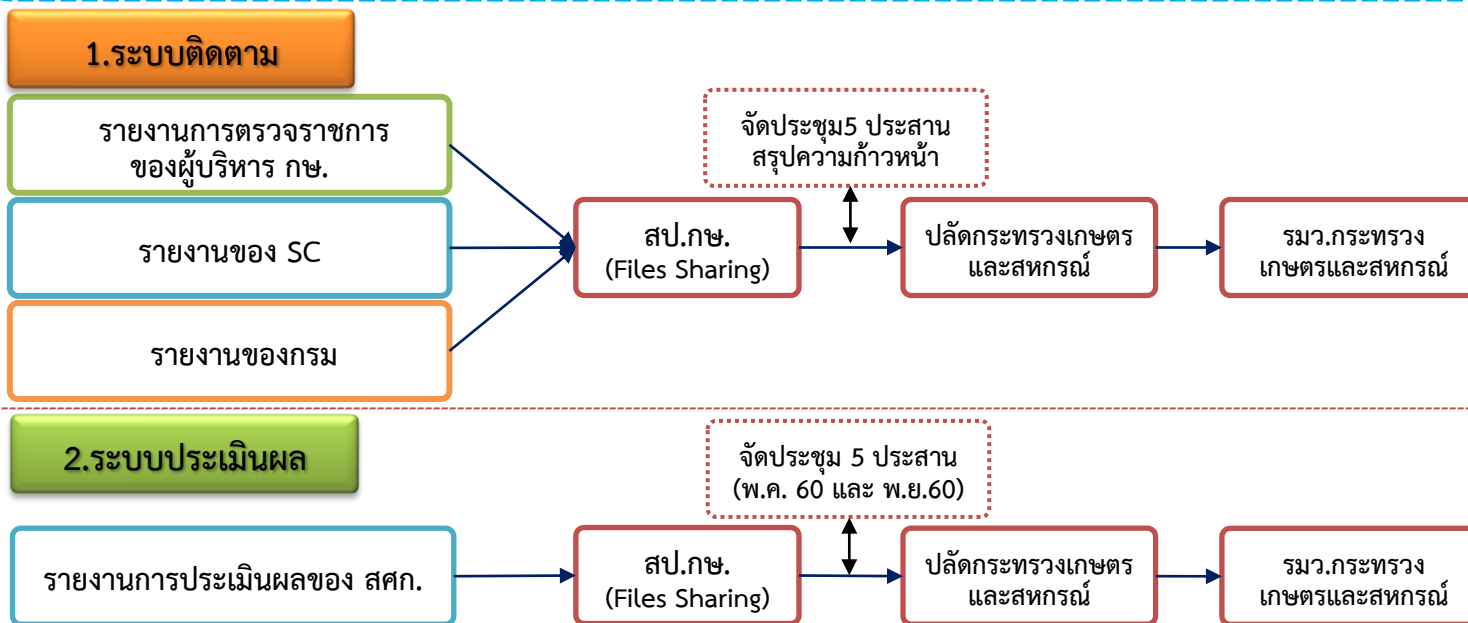 1.ระบบติดตาม
รายงานการตรวจราชการ
ของผู้บริหาร กษ.
รายงานของ SC
รายงานของกรม
จัดประชุม5 ประสาน
สรุปความก้าวหน้า
สป.กษ.
(Files Sharing)
ปลัดกระทรวงเกษตร
และสหกรณ์
รมว.กระทรวง
เกษตรและสหกรณ์
2.ระบบประเมินผล
รายงานการประเมินผลของ สศก.
จัดประชุม 5 ประสาน
(พ.ค. 60 และ พ.ย.60)
สป.กษ.
(Files Sharing)
ปลัดกระทรวงเกษตร
และสหกรณ์
รมว.กระทรวง
เกษตรและสหกรณ์